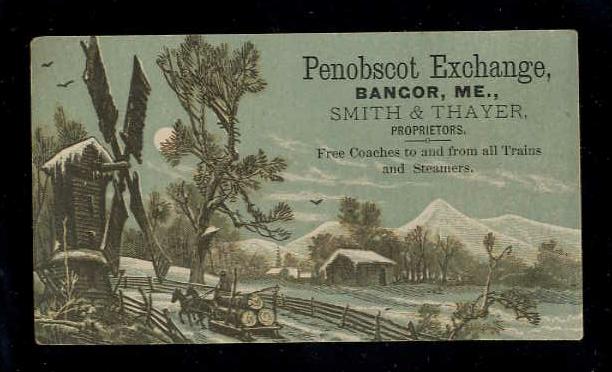 Penobscot Exchange,
BANGOR, ME.,
SMITH & THAYER,
PROPRIETORS.
Free Coaches to and from all Trains
and Steamers.